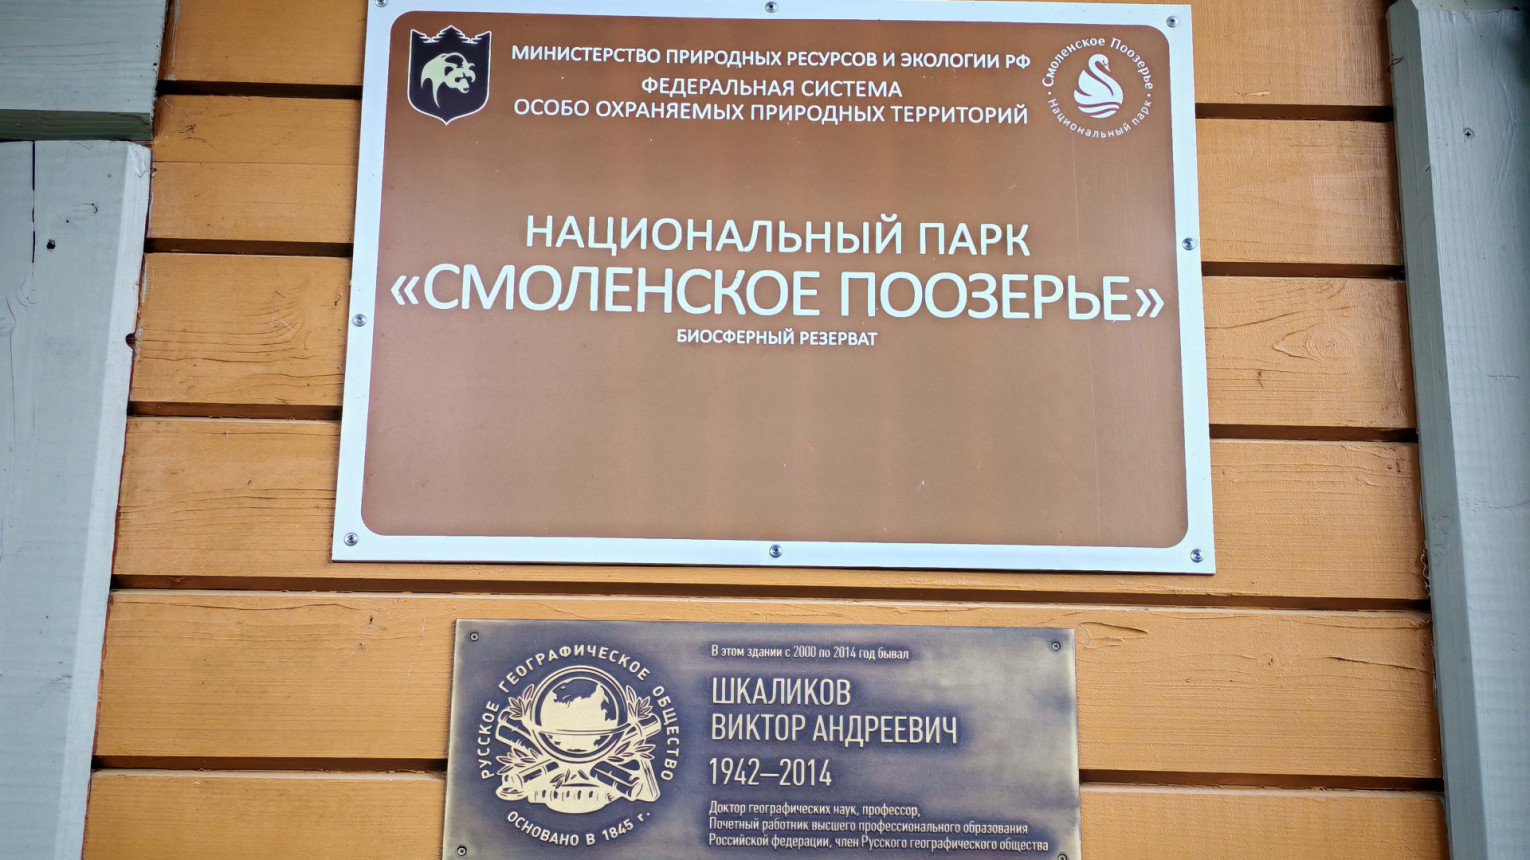 МИНИСТЕРСТВО ПРИРОДНЫХ РЕСУРСОВ И ЭКОЛОГИИ РФ
ФЕДЕРАЛЬНАЯ СИСТЕМА
ОСОБО ОХРАНЯЕМЫХ ПРИРОДНЫХ ТЕРРИТОРИЙ
• Смоленское Поозерье •
Национальный парк
НАЦИОНАЛЬНЫЙ ПАРК
«СМОЛЕНСКОЕ ПООЗЕРЬЕ»
БИОСФЕРНЫЙ РЕЗЕРВАТ
РУССКОЕ ГЕОГРАФИЧЕСКОЕ ОБЩЕСТВО
ОСНОВАНО В 1845 г.
В этом здании с 2000 по 2014 год бывал
ШКАЛИКОВ
ВИКТОР АНДРЕЕВИЧ
1942–2014
Доктор географических наук, профессор,
Почетный работник высшего профессионального образования
Российской федерации, член Русского географического общества